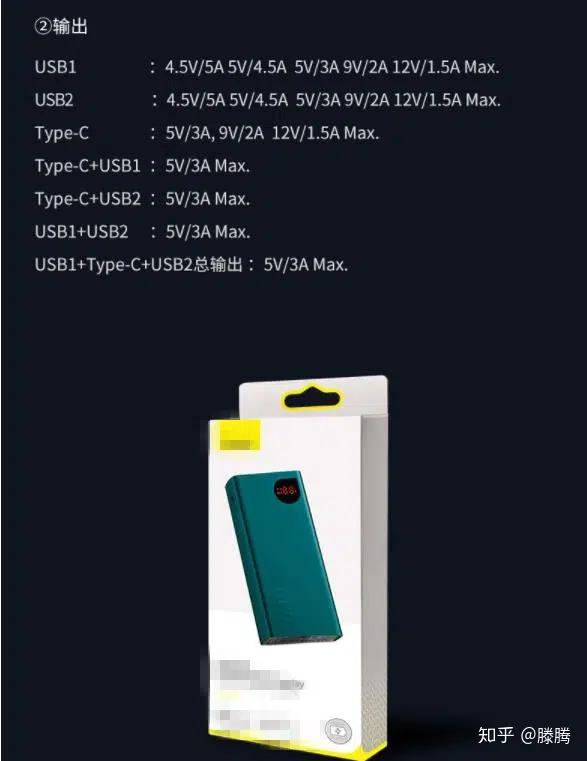 ②输出
USB1 ：4.5V/5A 5V/4.5A 5V/3A 9V/2A 12V/1.5A Max.
USB2 ：4.5V/5A 5V/4.5A 5V/3A 9V/2A 12V/1.5A Max.
Type-C ：5V/3A, 9V/2A 12V/1.5A Max.
Type-C+USB1 ：5V/3A Max.
Type-C+USB2 ：5V/3A Max.
USB1+USB2 ：5V/3A Max.
USB1+Type-C+USB2总输出：5V/3A Max.
知乎 @滕腾